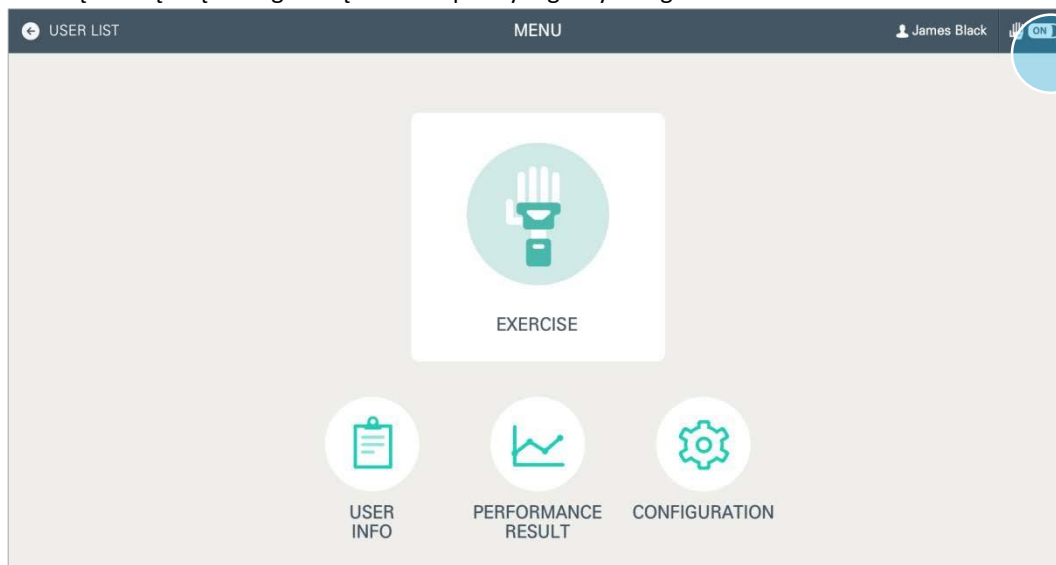 USER LIST
MENU
James Black
ON
EXERCISE
USER
INFO
PERFORMANCE
RESULT
CONFIGURATION